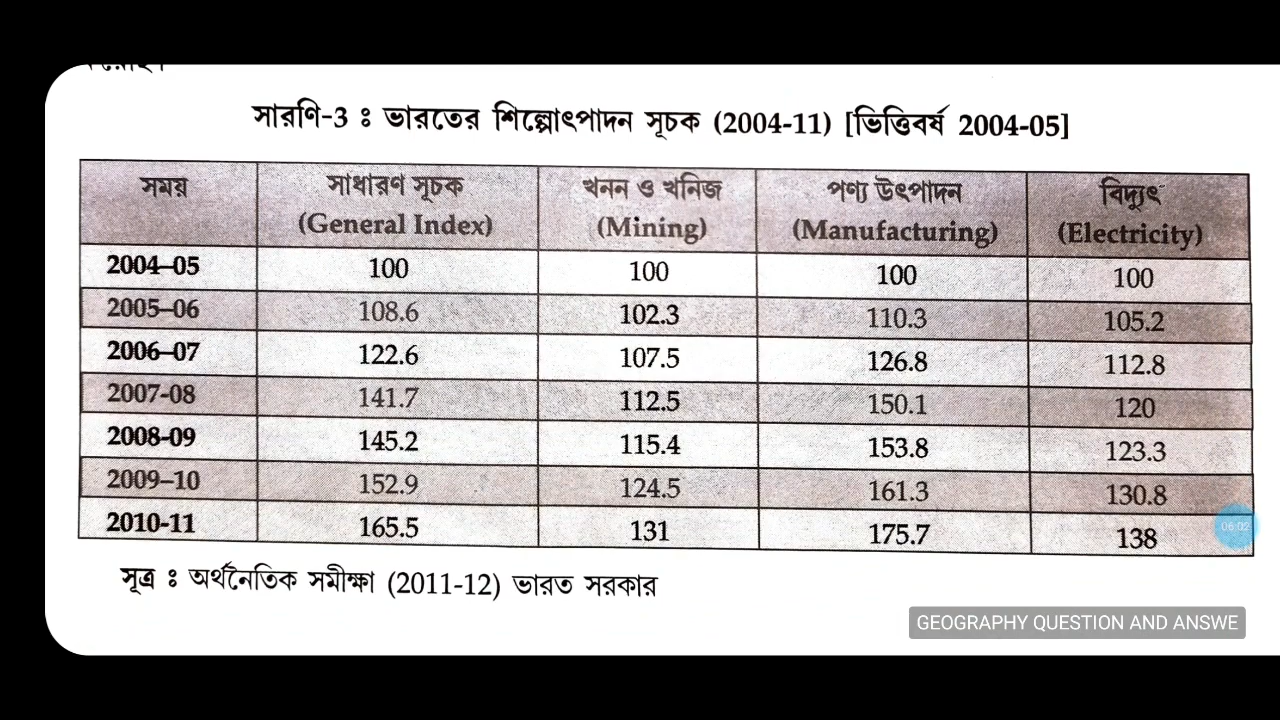 সারণি-3 ঃ ভারতের শিল্পোৎপাদন সূচক (2004-11) [ভিত্তিবর্ষ 2004-05]
সময় সাধারণ সূচক খনন ও খনিজ পণ্য উৎপাদন বিদ্যুৎ
(General Index) (Mining) (Manufacturing) (Electricity)
2004–05 100 100 100 100
2005–06 108.6 102.3 110.3 105.2
2006–07 122.6 107.5 126.8 112.8
2007-08 141.7 112.5 150.1 120
2008-09 145.2 115.4 153.8 123.3
2009–10 152.9 124.5 161.3 130.8
2010-11 165.5 131 175.7 138
06:02
সূত্র ঃ অর্থনৈতিক সমীক্ষা (2011-12) ভারত সরকার
GEOGRAPHY QUESTION AND ANSWE